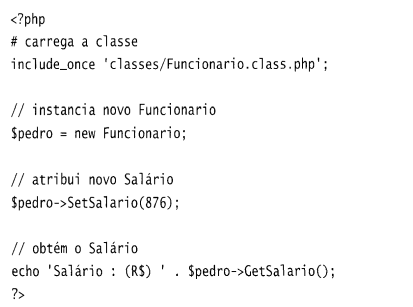 <?php
# carrega a classe
include_once 'classes/Funcionario.class.php';
// instancia novo Funcionario
$pedro = new Funcionario;
// atribui novo Salário
$pedro->SetSalario(876);
// obtém o Salário
echo 'Salário : (R$) ' . $pedro->GetSalario();
?>